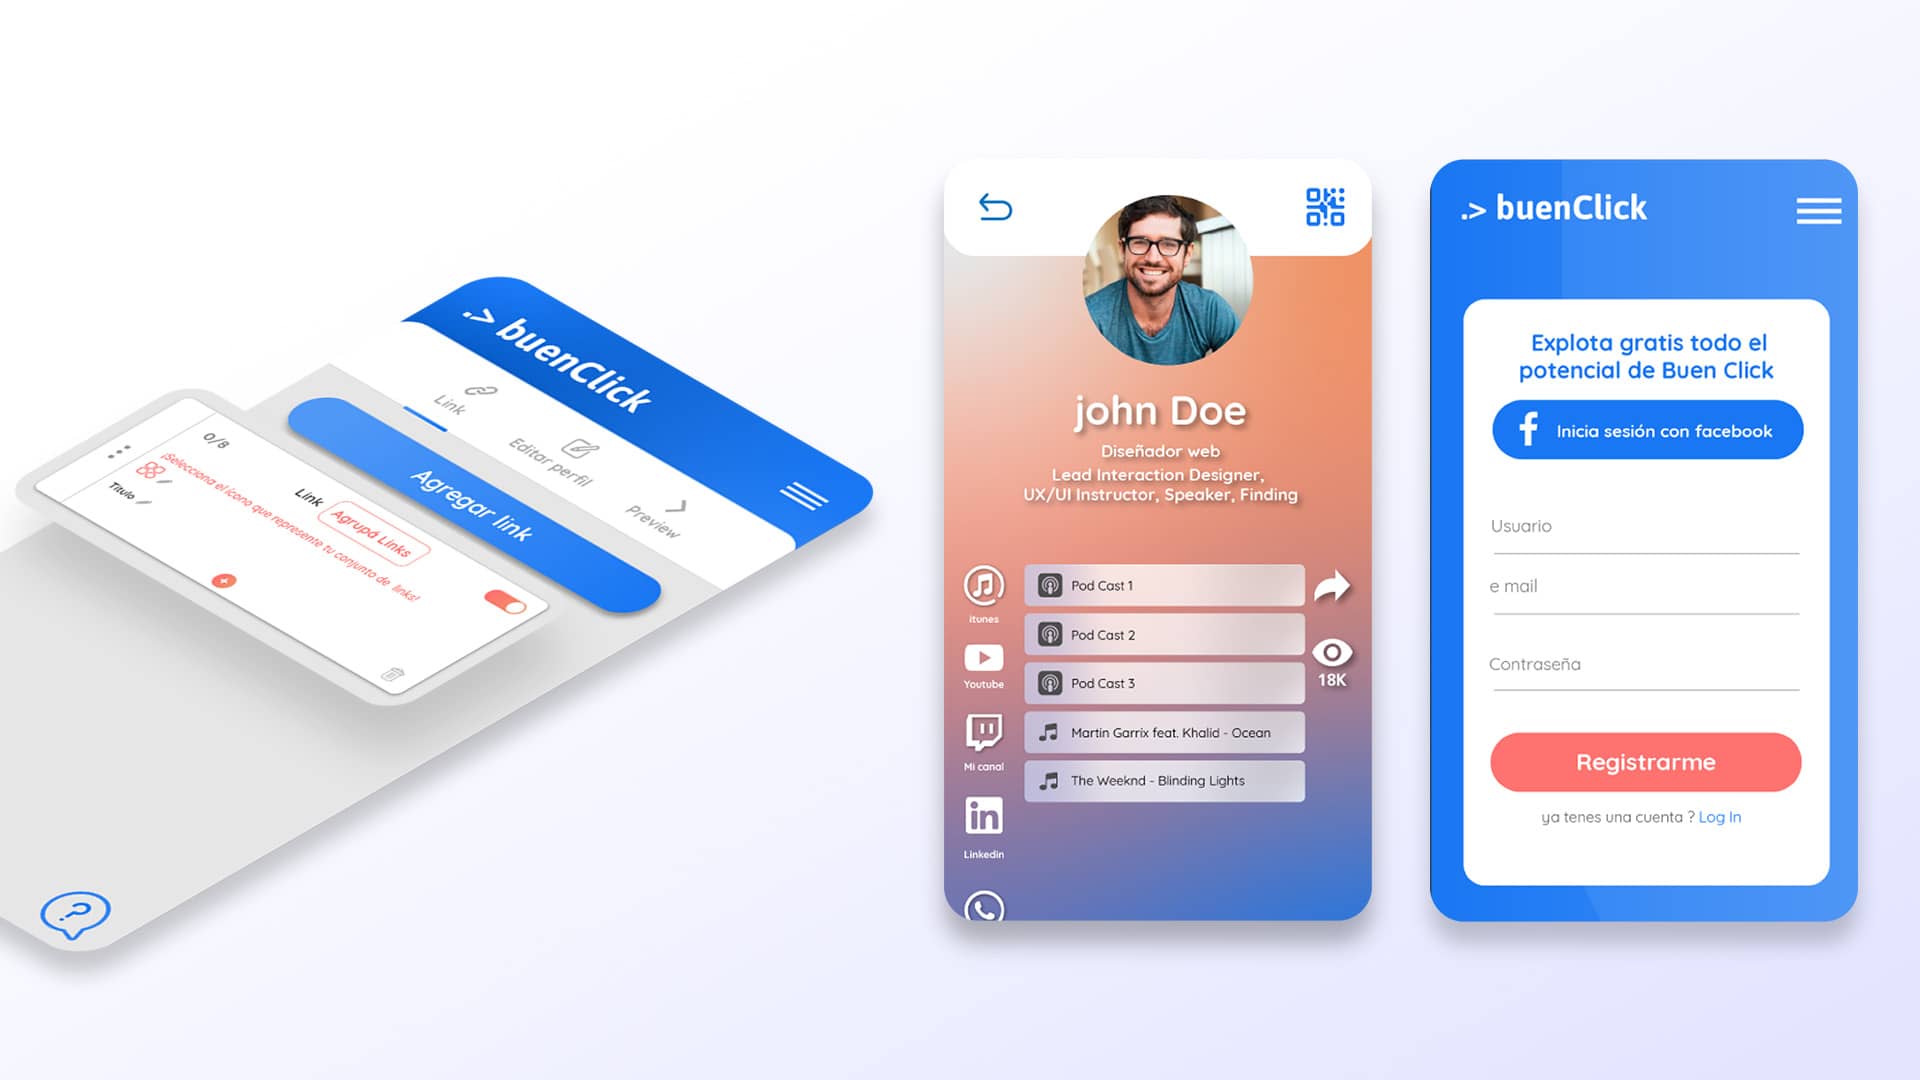 .> buenClick
Link
Editar perfil
Preview
Agregar link
0/8
¡Selecciona el ícono que represente tu conjunto de links!
Titulo
Link
Agrupá Links
john Doe
Diseñador web
Lead Interaction Designer,
UX/UI Instructor, Speaker, Finding
itunes
Youtube
Mi canal
Linkedin
Pod Cast 1
Pod Cast 2
Pod Cast 3
Martin Garrix feat. Khalid - Ocean
The Weeknd - Blinding Lights
18K
.> buenClick
Explota gratis todo el
potencial de Buen Click
Inicia sesión con facebook
Usuario
e mail
Contraseña
Registrarme
ya tenes una cuenta ? Log In